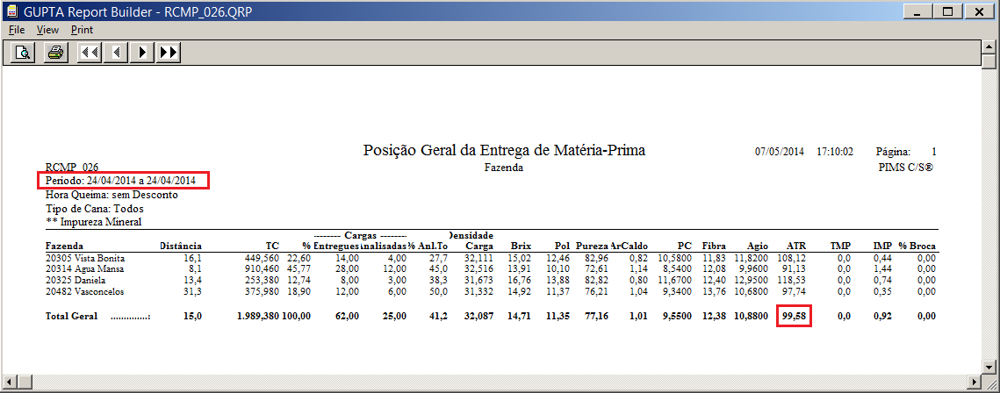 GUPTA Report Builder - RCMP_026.QRP
File View Print
Posição Geral da Entrega de Matéria-Prima 07/05/2014 17:10:02 Página: 1
RCMP_026 Fazenda PIMS C/S®
Periodo: 24/04/2014 a 24/04/2014
Hora Queima: sem Desconto
Tipo de Cana: Todos
** Impureza Mineral
-------- Cargas -------- Densidade
Fazenda Distância TC % Entregues Analisadas % Anl.To Carga Brix Pol Pureza ArCaldo PC Fibra Agio ATR TMP IMP % Broca
20305 Vista Bonita 16,1 449,560 22,60 14,00 4,00 27,7 32,111 15,02 12,46 82,96 0,82 10,5800 11,83 11,8200 108,12 0,0 0,44 0,00
20314 Agua Mansa 8,1 910,460 45,77 28,00 12,00 45,0 32,516 13,91 10,10 72,61 1,14 8,5400 12,08 9,9600 91,13 0,0 1,44 0,00
20325 Daniela 13,4 253,380 12,74 8,00 3,00 38,3 31,673 16,76 13,88 82,82 0,80 11,6700 12,40 12,9500 118,53 0,0 0,74 0,00
20482 Vasconcelos 31,3 375,980 18,90 12,00 6,00 50,0 31,332 14,92 11,37 76,21 1,04 9,3400 13,76 10,6800 97,74 0,0 0,35 0,00
Total Geral ..............: 15,0 1.989,380 100,00 62,00 25,00 41,2 32,087 14,71 11,35 77,16 1,01 9,5500 12,38 10,8800 99,58 0,0 0,92 0,00